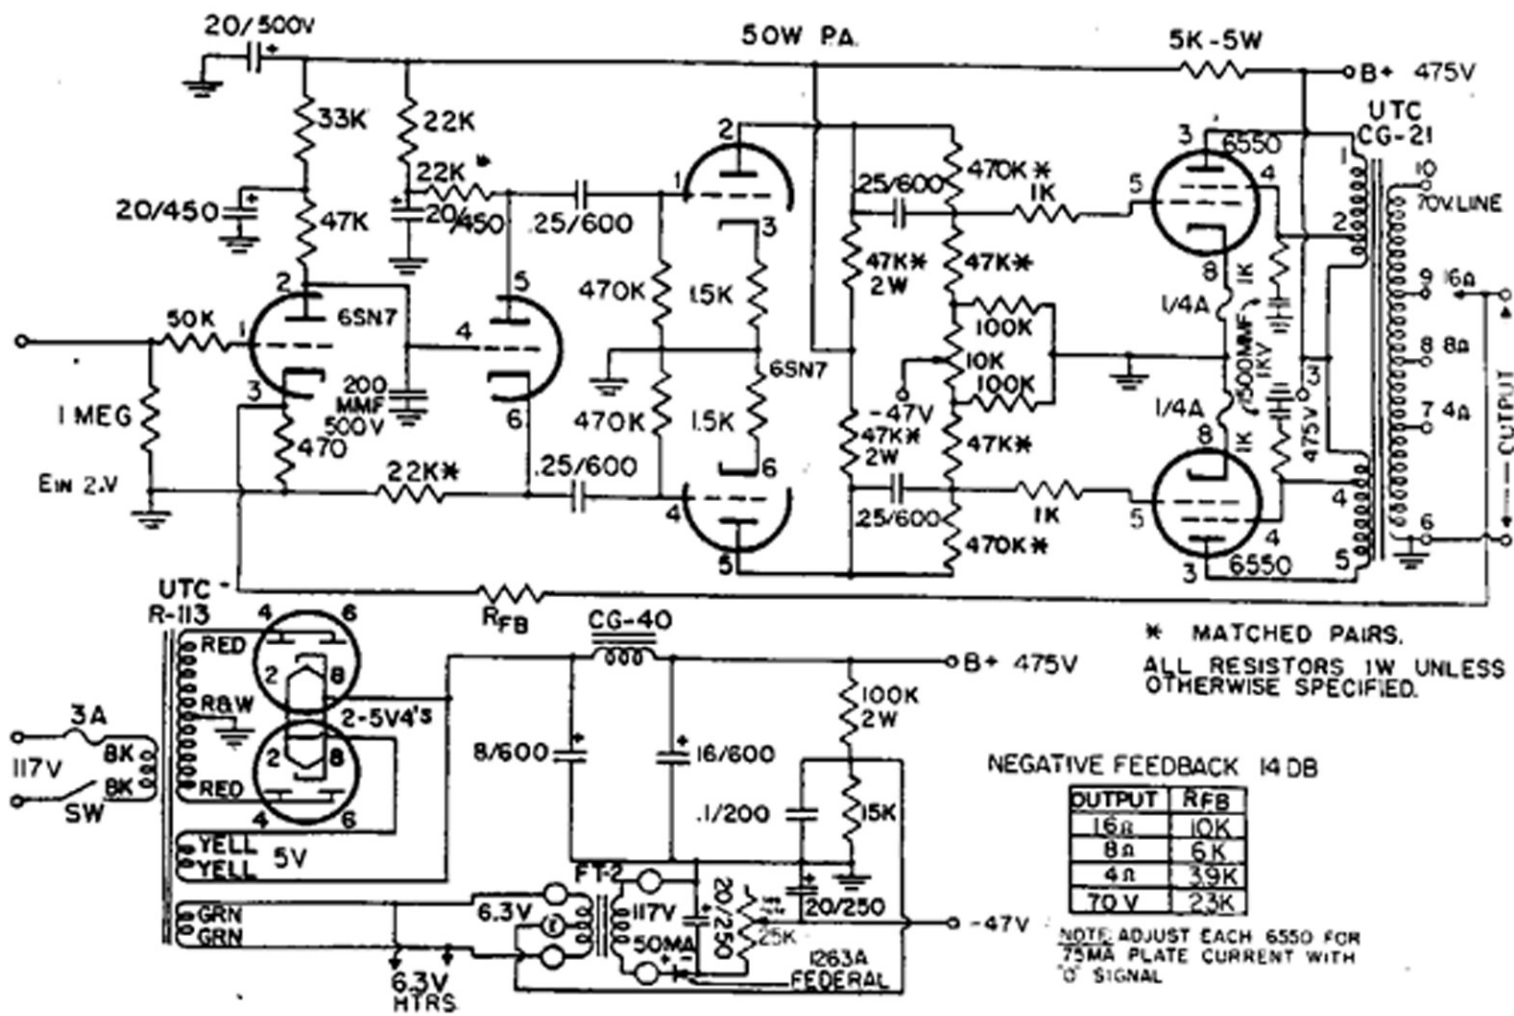 20/500V
50W P.A.
5K-5W
B+ 475V
UTC
CG-21
33K
22K
22K *
20/450
47K
20/450
.25/600
2
1
3
470K *
.25/600
1K
5
3
6550
4
8
1
2
10
70V. LINE
50K
1
2
6SN7
3
5
4
6
470K
1.5K
47K *
2W
47K *
1K
1/4A
1500MMF
1KV
9 16Ω
1 MEG
200
MMF
500V
470
6SN7
100K
10K
100K
8 8Ω
3
475V
7 4Ω
OUTPUT
470K
1.5K
-47V
47K *
2W
47K *
1/4A
8
1K
EIN 2.V
22K *
.25/600
4
6
5
.25/600
1K
470K *
5
4
3
6550
4
5
6
UTC
R-113
RFB
CG-40
* MATCHED PAIRS.
ALL RESISTORS 1W UNLESS
OTHERWISE SPECIFIED.
4 6
RED
2 8
R&W
2-5V4's
2 8
RED
4 6
3A
117V
BK
BK
SW
YELL
YELL
5V
GRN
GRN
6.3V
HTRS.
8/600
16/600
B+ 475V
100K
2W
.1/200
15K
FT-2
6.3V
117V
50MA
20/250
25K
20/250
-47V
1263A
FEDERAL
NEGATIVE FEEDBACK 14 DB
OUTPUT RFB
16Ω 10K
8Ω 6K
4Ω 3.9K
70 V 23K
NOTE: ADJUST EACH 6550 FOR
75MA PLATE CURRENT WITH
"0" SIGNAL